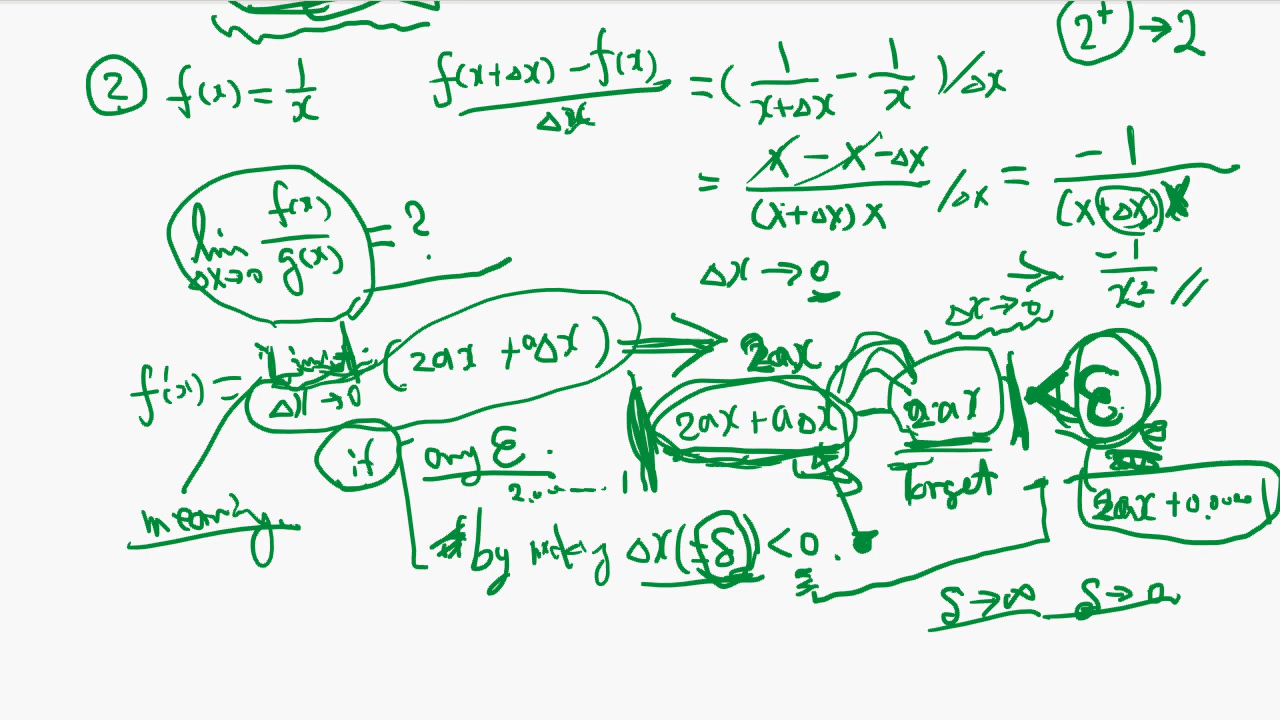 2⁺ → 2
② f(x) = 1/x (f(x+Δx) − f(x))/Δx = (1/(x+Δx) − 1/x)/Δx
= (x − x − Δx)/((x+Δx)x) /Δx = −1/((x+Δx)x)
lim Δx→0 f(x)/g(x) = ?
Δx → 0 ⇒ −1/x² //
Δx → 0
f'(x) = limit Δx → 0 (2ax + aΔx) ⇒ 2ax
|2ax + aΔx − 2ax| < ε
if any ε. Target
2ax + 0.0000
meaning
by making Δx(=δ) < 0.
δ → ∞ δ → 0